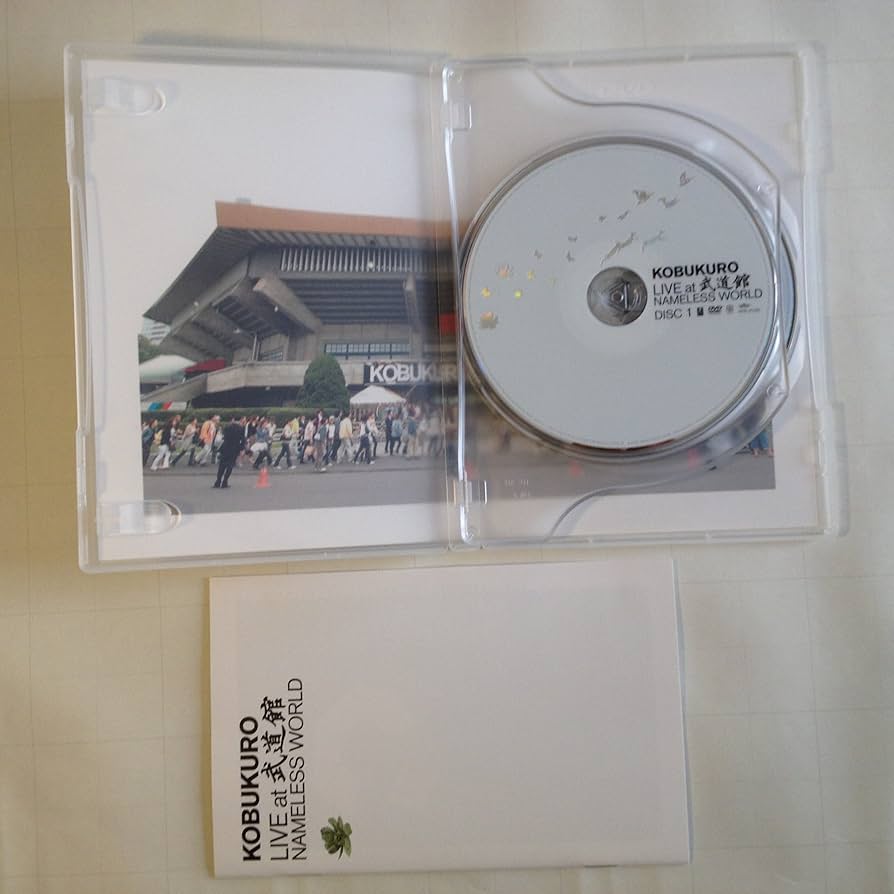 KOBUKURO
KOBUKURO
LIVE at 武道館
NAMELESS WORLD
DISC 1
KOBUKURO
LIVE at 武道館
NAMELESS WORLD